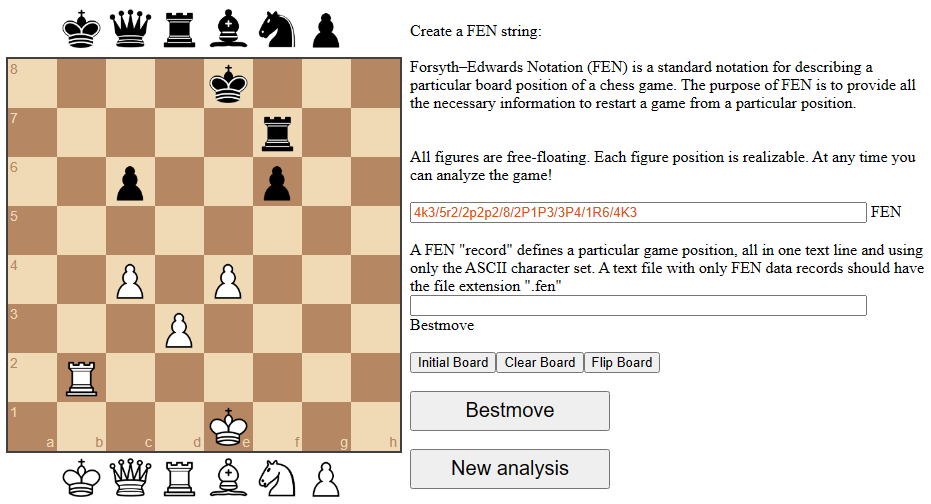 Create a FEN string:
Forsyth–Edwards Notation (FEN) is a standard notation for describing a
particular board position of a chess game. The purpose of FEN is to provide all
the necessary information to restart a game from a particular position.
All figures are free-floating. Each figure position is realizable. At any time you
can analyze the game!
4k3/5r2/2p2p2/8/2P1P3/3P4/1R6/4K3 FEN
A FEN "record" defines a particular game position, all in one text line and using
only the ASCII character set. A text file with only FEN data records should have
the file extension ".fen"
Bestmove
Initial Board Clear Board Flip Board
Bestmove
New analysis
8
7
6
5
4
3
2
1
a b c d e f g h